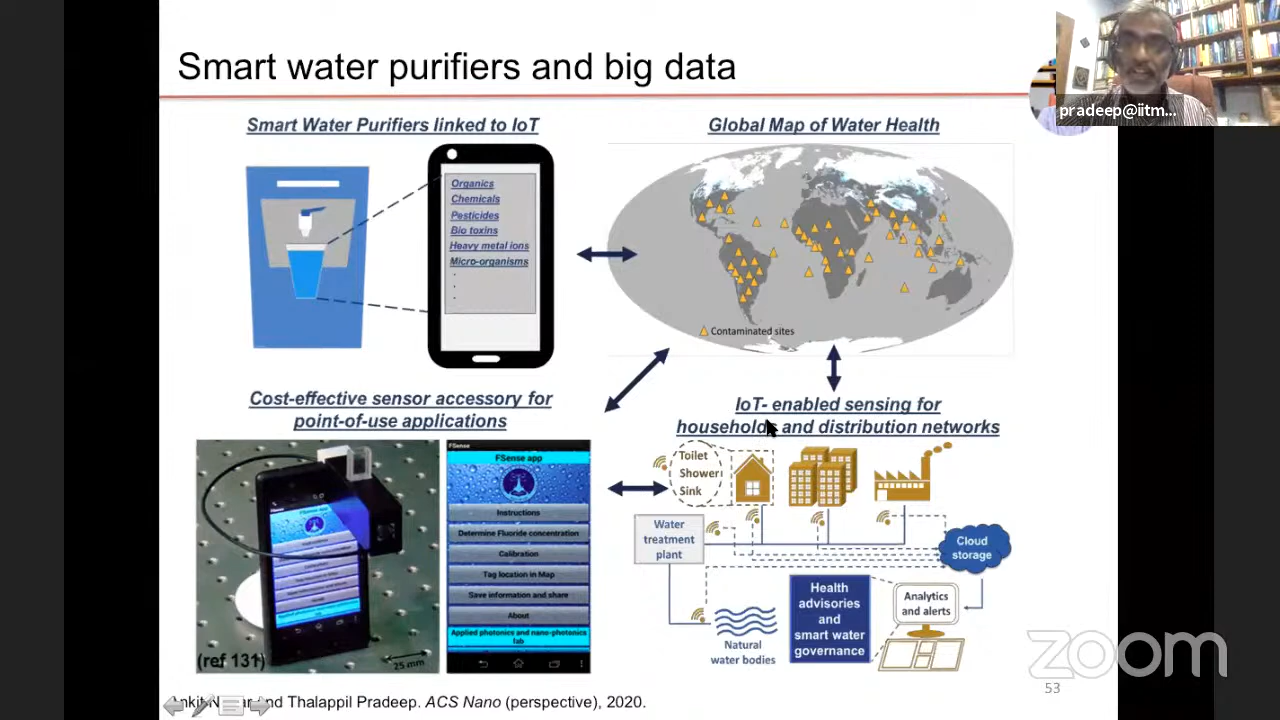 Smart water purifiers and big data
pradeep@iitm...
Smart Water Purifiers linked to IoT
Organics
Chemicals
Pesticides
Bio toxins
Heavy metal ions
Micro-organisms
Global Map of Water Health
Contaminated sites
Cost-effective sensor accessory for
point-of-use applications
(ref 131)
25 mm
FSense
FSense app
Instructions
Determine Fluoride concentration
Calibration
Tag location in Map
Save information and share
About
Applied photonics and nano-photonics
lab
IoT- enabled sensing for
households and distribution networks
Toilet
Shower
Sink
Water
treatment
plant
Cloud
storage
Health
advisories
and
smart water
governance
Analytics
and alerts
Natural
water bodies
zoom
53
and Thalappil Pradeep. ACS Nano (perspective), 2020.